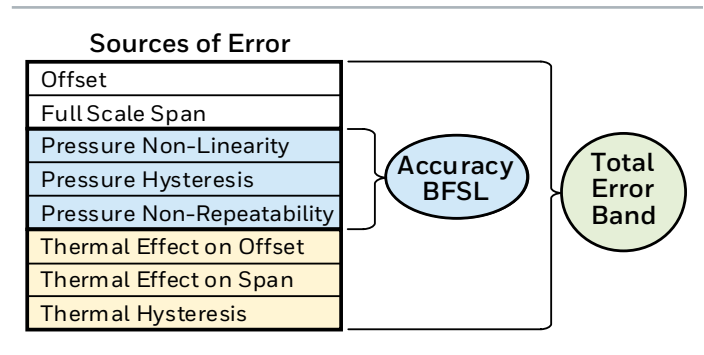 Sources of Error
Offset
Full Scale Span
Pressure Non-Linearity
Pressure Hysteresis
Pressure Non-Repeatability
Thermal Effect on Offset
Thermal Effect on Span
Thermal Hysteresis
Accuracy
BFSL
Total
Error
Band